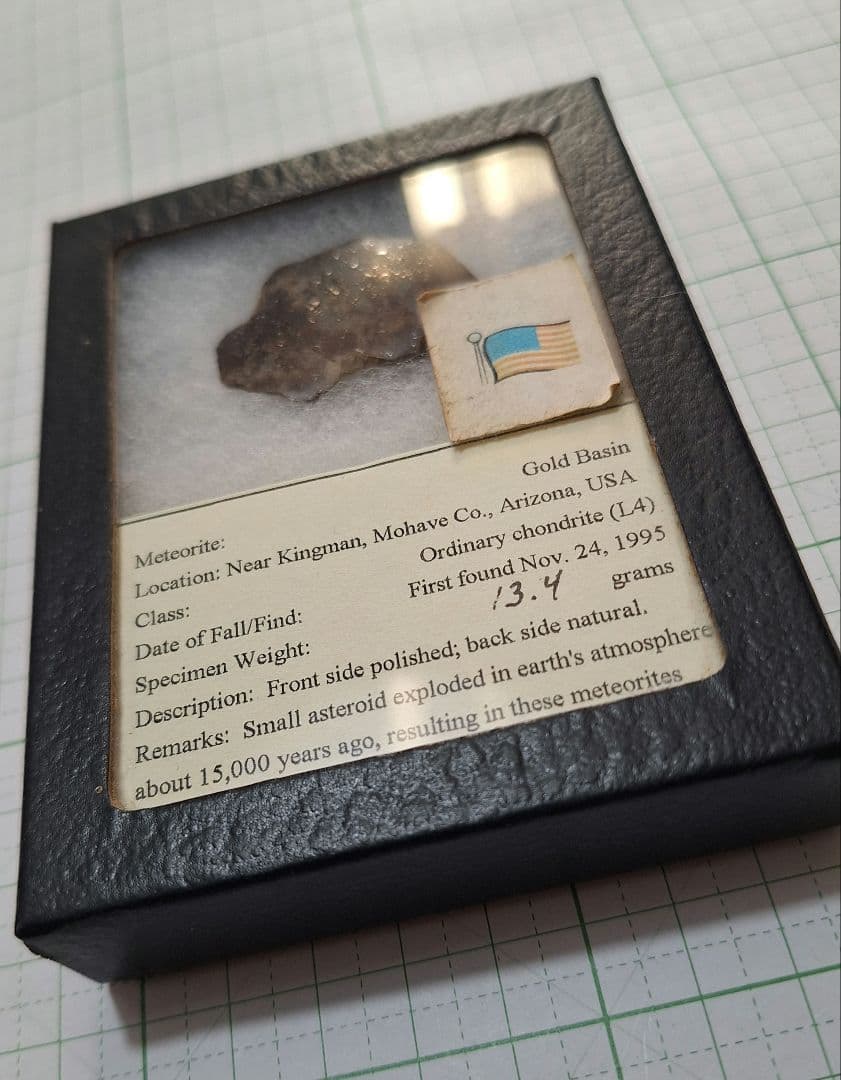 Meteorite: Gold Basin
Location: Near Kingman, Mohave Co., Arizona, USA
Class: Ordinary chondrite (L4)
Date of Fall/Find: First found Nov. 24, 1995
Specimen Weight: 13.4 grams
Description: Front side polished; back side natural.
Remarks: Small asteroid exploded in earth's atmosphere
about 15,000 years ago, resulting in these meteorites